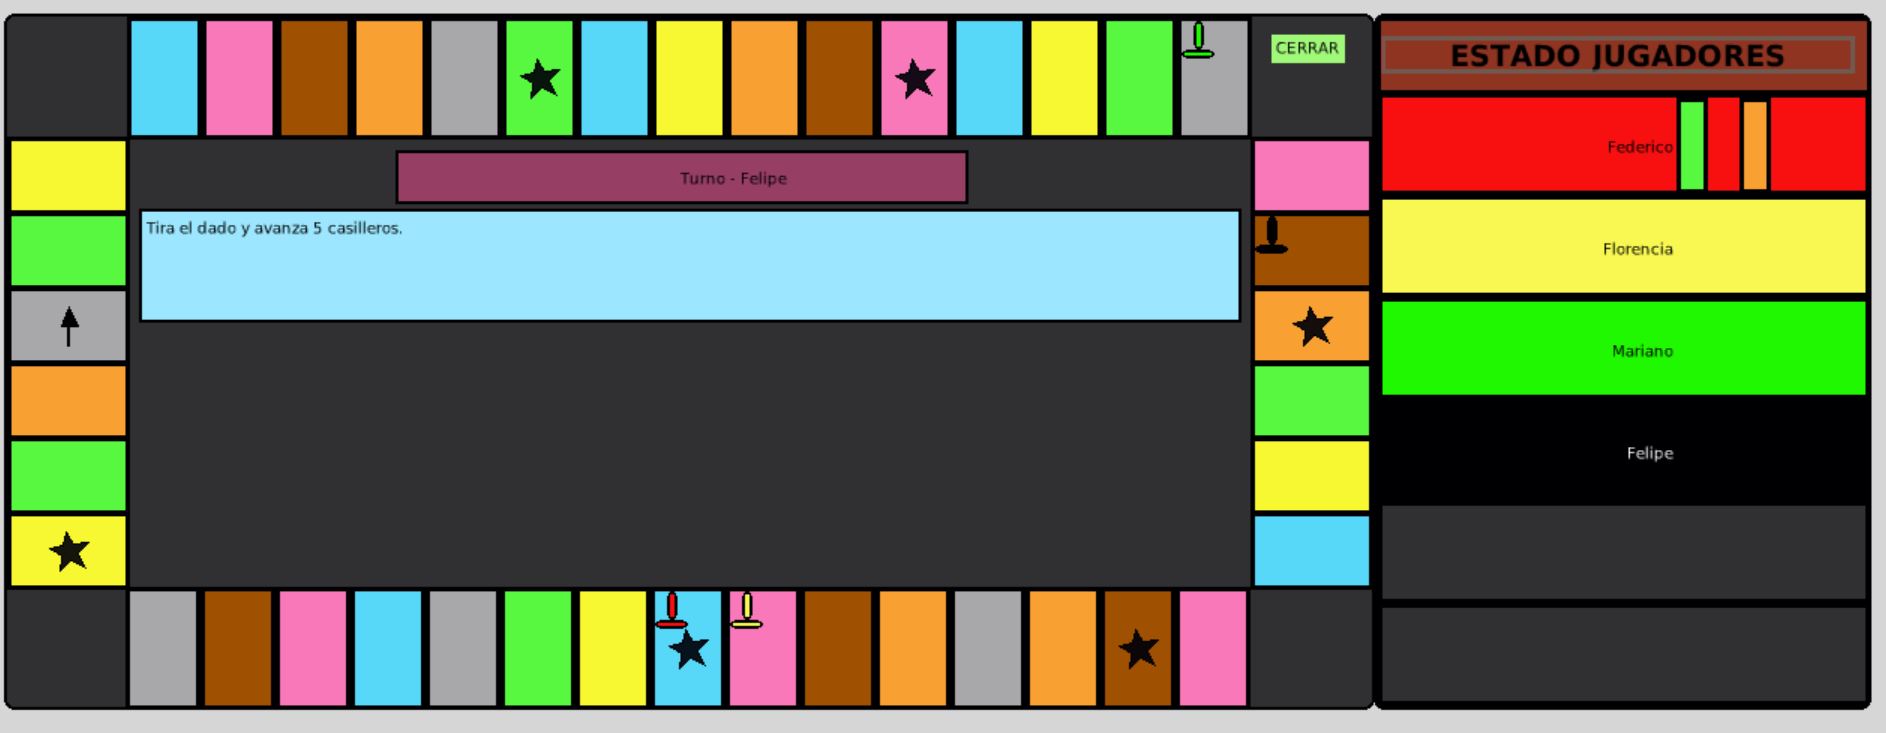 CERRAR
ESTADO JUGADORES
Federico
Turno - Felipe
Tira el dado y avanza 5 casilleros.
Florencia
Mariano
Felipe